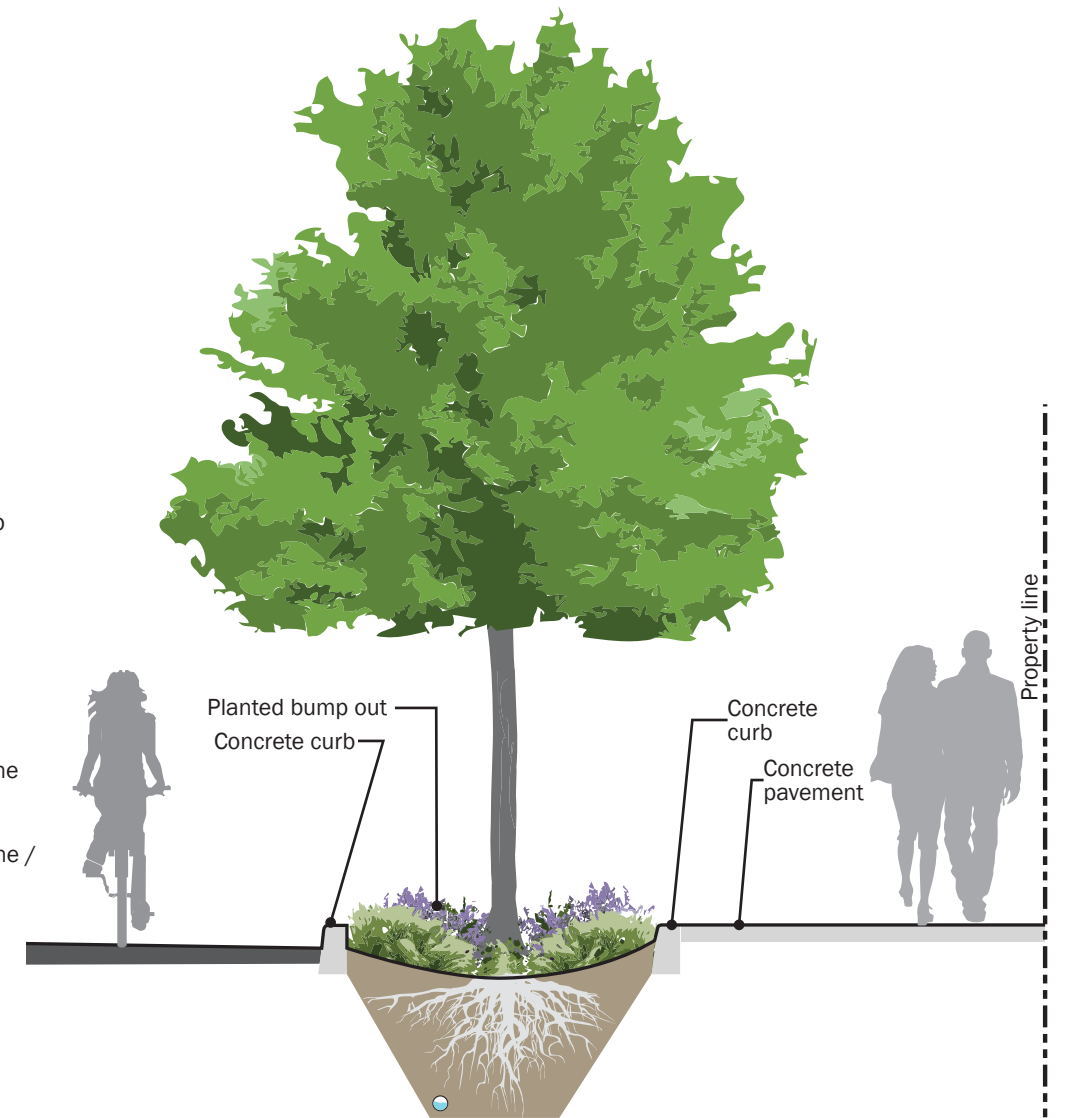 Planted bump out
Concrete curb
Concrete
curb
Concrete
pavement
Property line